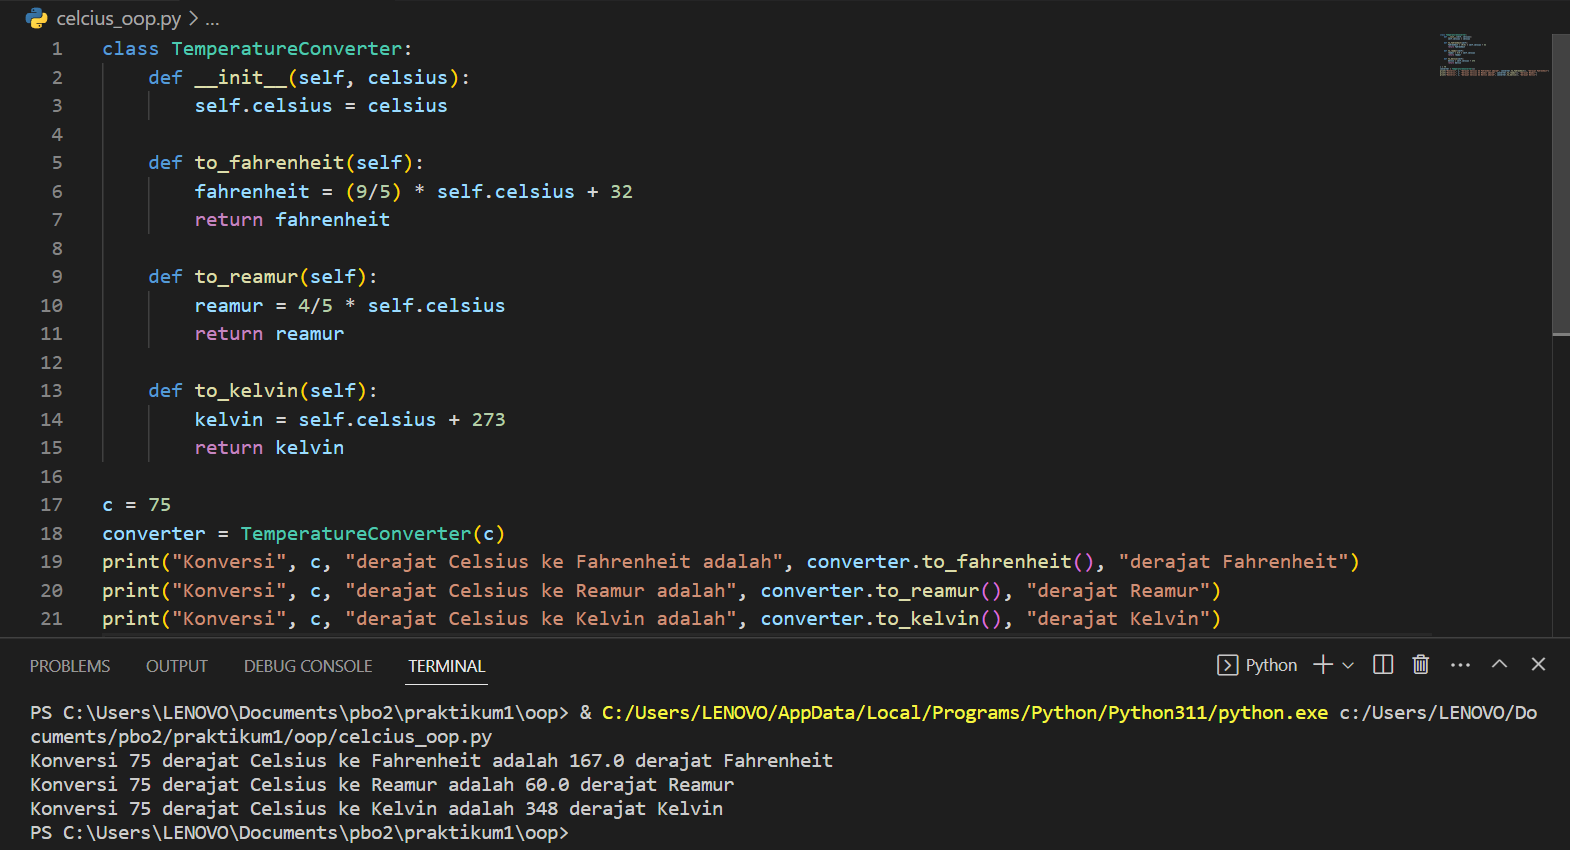 celcius_oop.py > ...
1 class TemperatureConverter:
2     def __init__(self, celsius):
3         self.celsius = celsius
4
5     def to_fahrenheit(self):
6         fahrenheit = (9/5) * self.celsius + 32
7         return fahrenheit
8
9     def to_reamur(self):
10         reamur = 4/5 * self.celsius
11         return reamur
12
13     def to_kelvin(self):
14         kelvin = self.celsius + 273
15         return kelvin
16
17 c = 75
18 converter = TemperatureConverter(c)
19 print("Konversi", c, "derajat Celsius ke Fahrenheit adalah", converter.to_fahrenheit(), "derajat Fahrenheit")
20 print("Konversi", c, "derajat Celsius ke Reamur adalah", converter.to_reamur(), "derajat Reamur")
21 print("Konversi", c, "derajat Celsius ke Kelvin adalah", converter.to_kelvin(), "derajat Kelvin")
PROBLEMS OUTPUT DEBUG CONSOLE TERMINAL Python
PS C:\Users\LENOVO\Documents\pbo2\praktikum1\oop> & C:/Users/LENOVO/AppData/Local/Programs/Python/Python311/python.exe c:/Users/LENOVO/Do
cuments/pbo2/praktikum1/oop/celcius_oop.py
Konversi 75 derajat Celsius ke Fahrenheit adalah 167.0 derajat Fahrenheit
Konversi 75 derajat Celsius ke Reamur adalah 60.0 derajat Reamur
Konversi 75 derajat Celsius ke Kelvin adalah 348 derajat Kelvin
PS C:\Users\LENOVO\Documents\pbo2\praktikum1\oop>